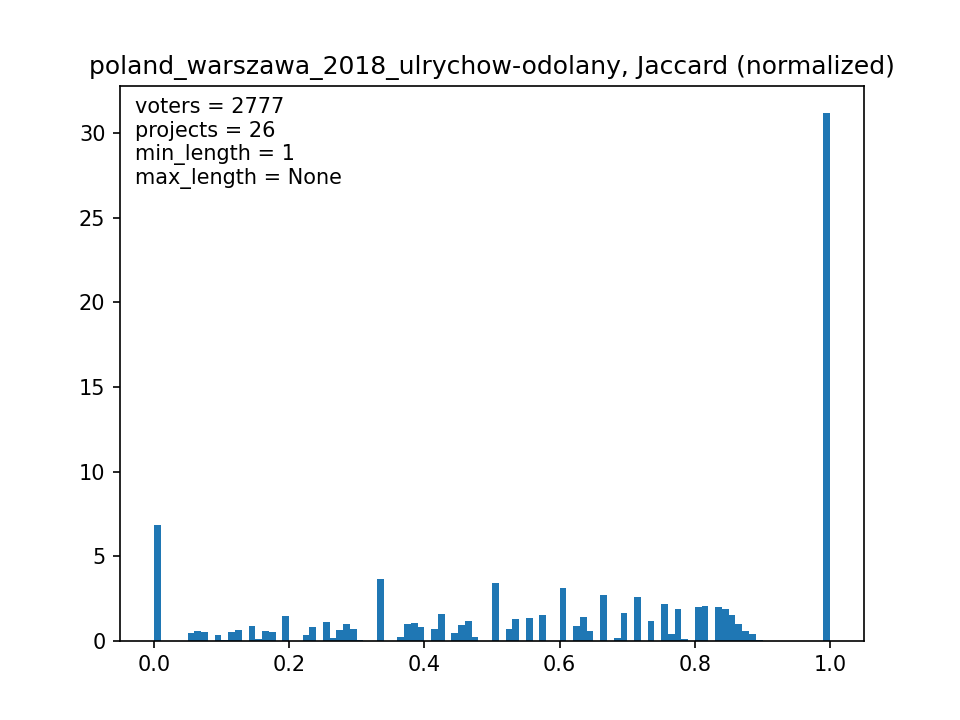 poland_warszawa_2018_ulrychow-odolany, Jaccard (normalized)
voters = 2777
projects = 26
min_length = 1
max_length = None
30
25
20
15
10
5
0
0.0 0.2 0.4 0.6 0.8 1.0